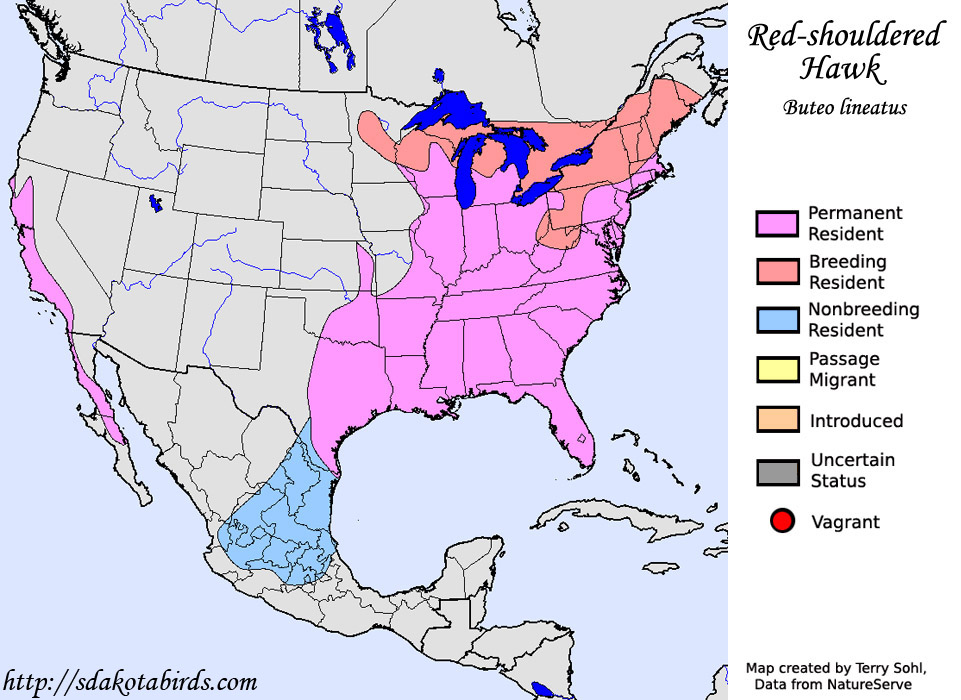 Red-shouldered
Hawk
Buteo lineatus
Permanent
Resident
Breeding
Resident
Nonbreeding
Resident
Passage
Migrant
Introduced
Uncertain
Status
Vagrant
http://sdakotabirds.com
Map created by Terry Sohl,
Data from NatureServe